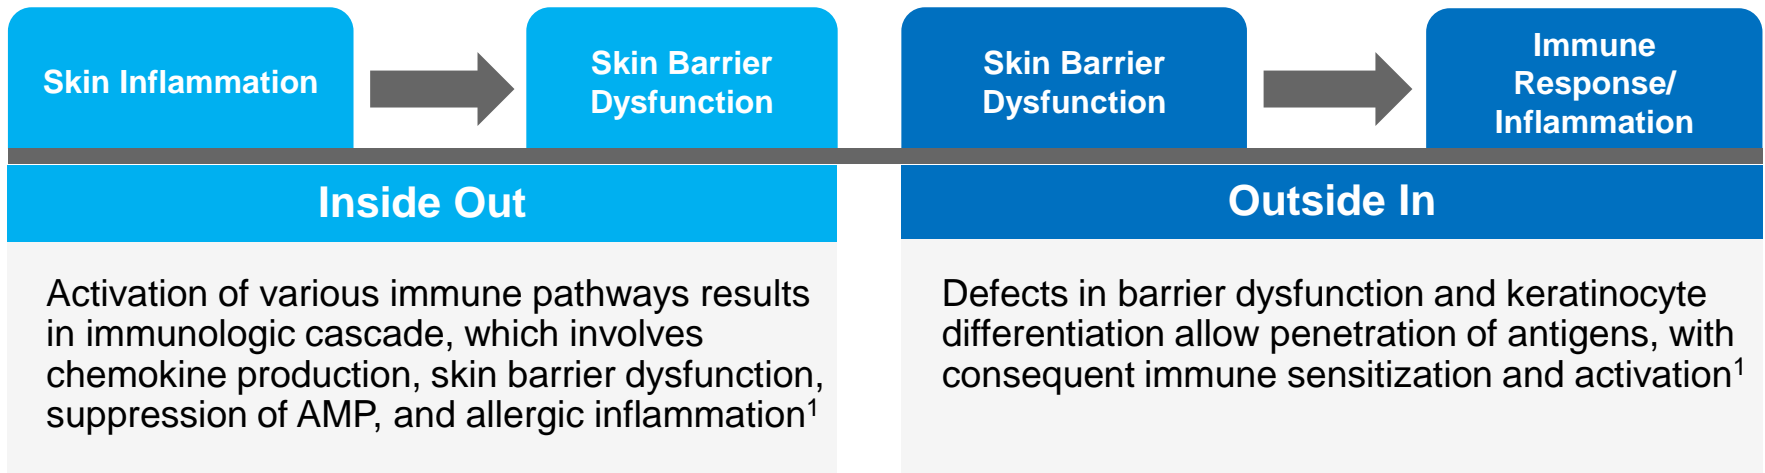 Skin Inflammation
Skin Barrier
Dysfunction
Inside Out
Activation of various immune pathways results
in immunologic cascade, which involves
chemokine production, skin barrier dysfunction,
suppression of AMP, and allergic inflammation¹
Skin Barrier
Dysfunction
Immune
Response/
Inflammation
Outside In
Defects in barrier dysfunction and keratinocyte
differentiation allow penetration of antigens, with
consequent immune sensitization and activation¹